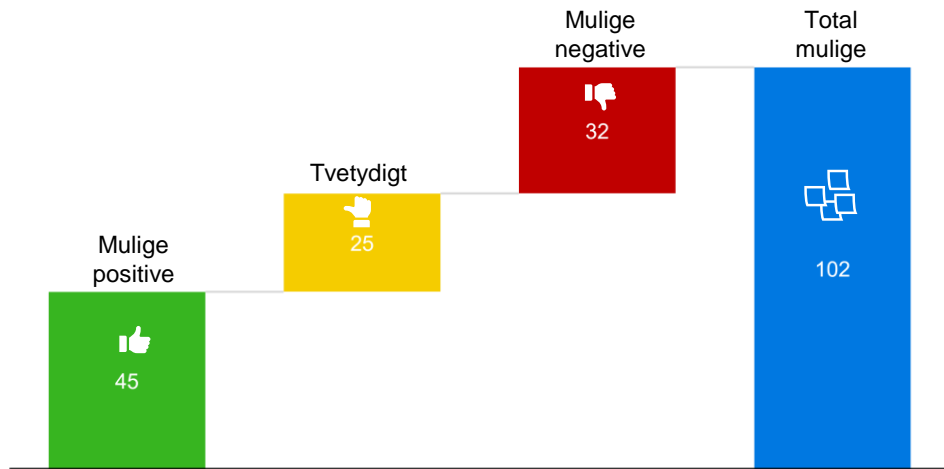 Mulige
negative
32
Total
mulige
102
Tvetydigt
25
Mulige
positive
45